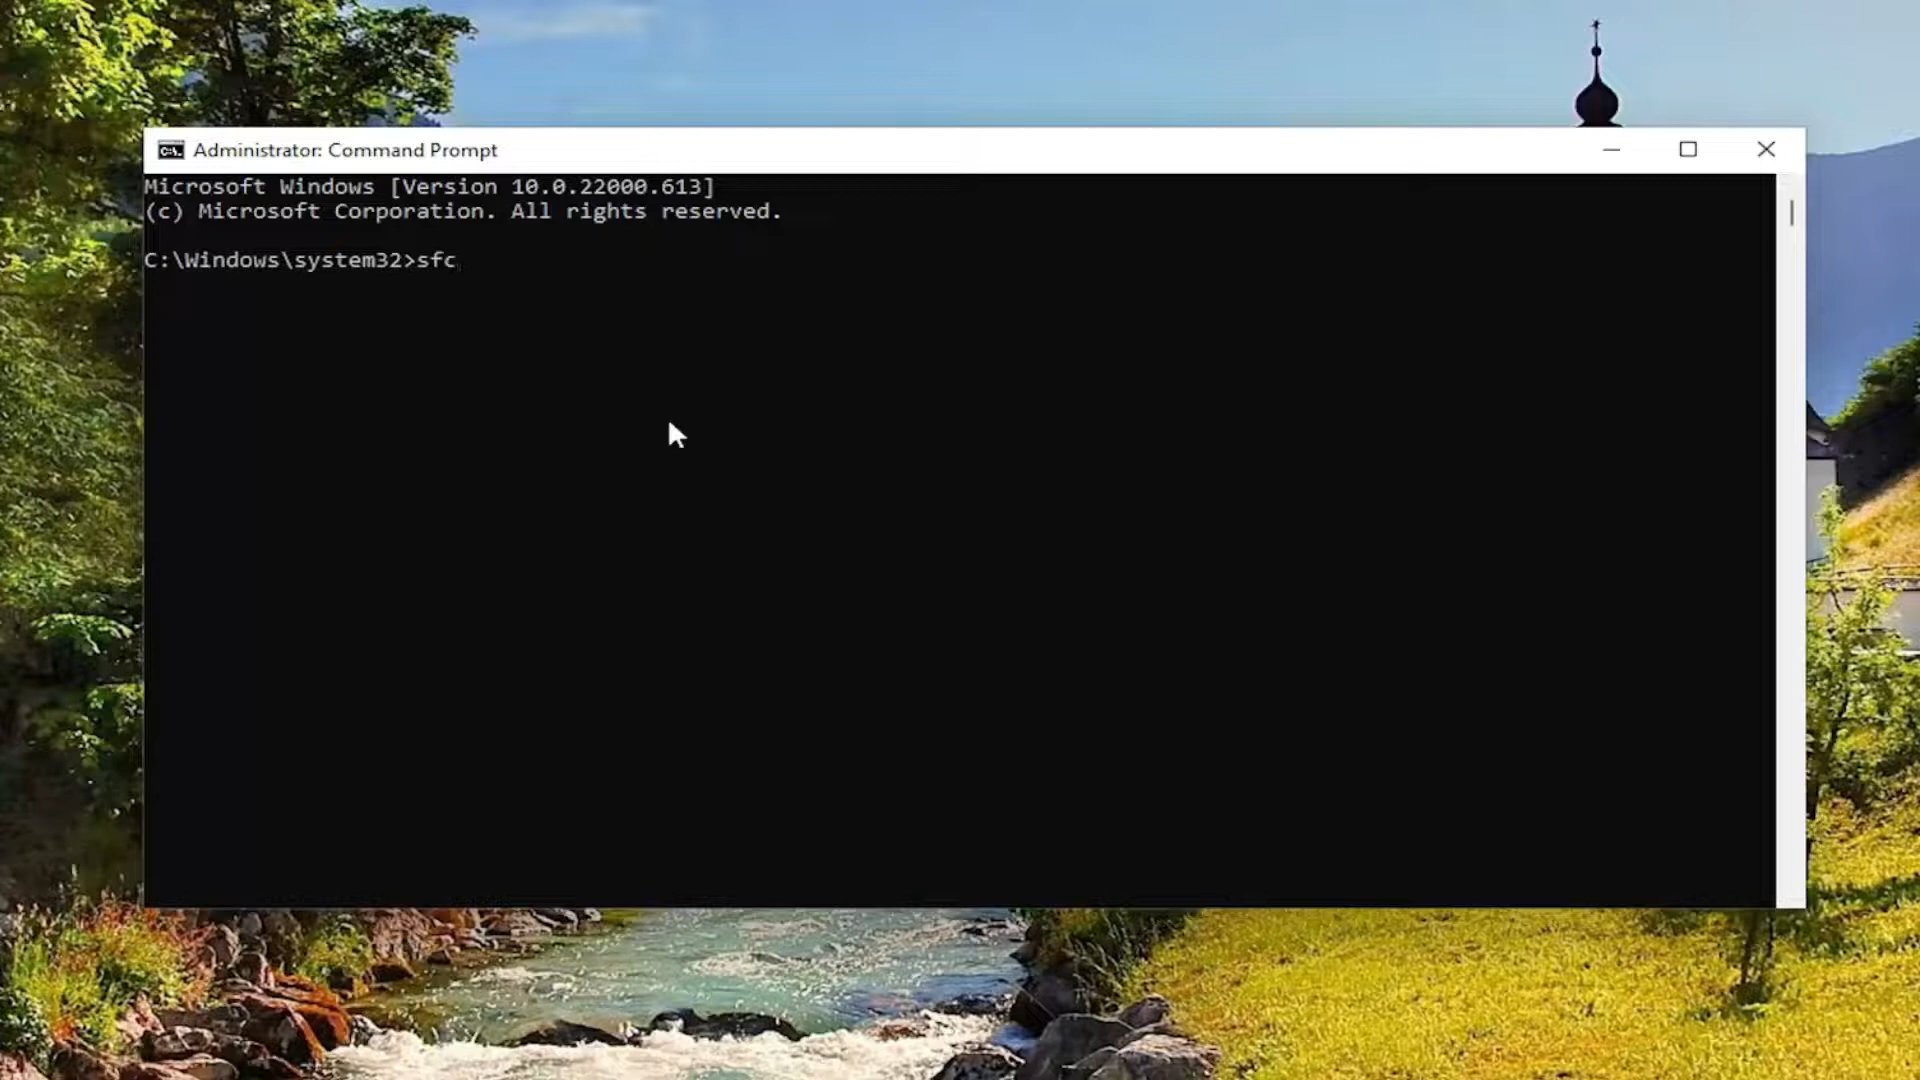 Administrator: Command Prompt
Microsoft Windows [Version 10.0.22000.613]
(c) Microsoft Corporation. All rights reserved.
C:\Windows\system32>sfc